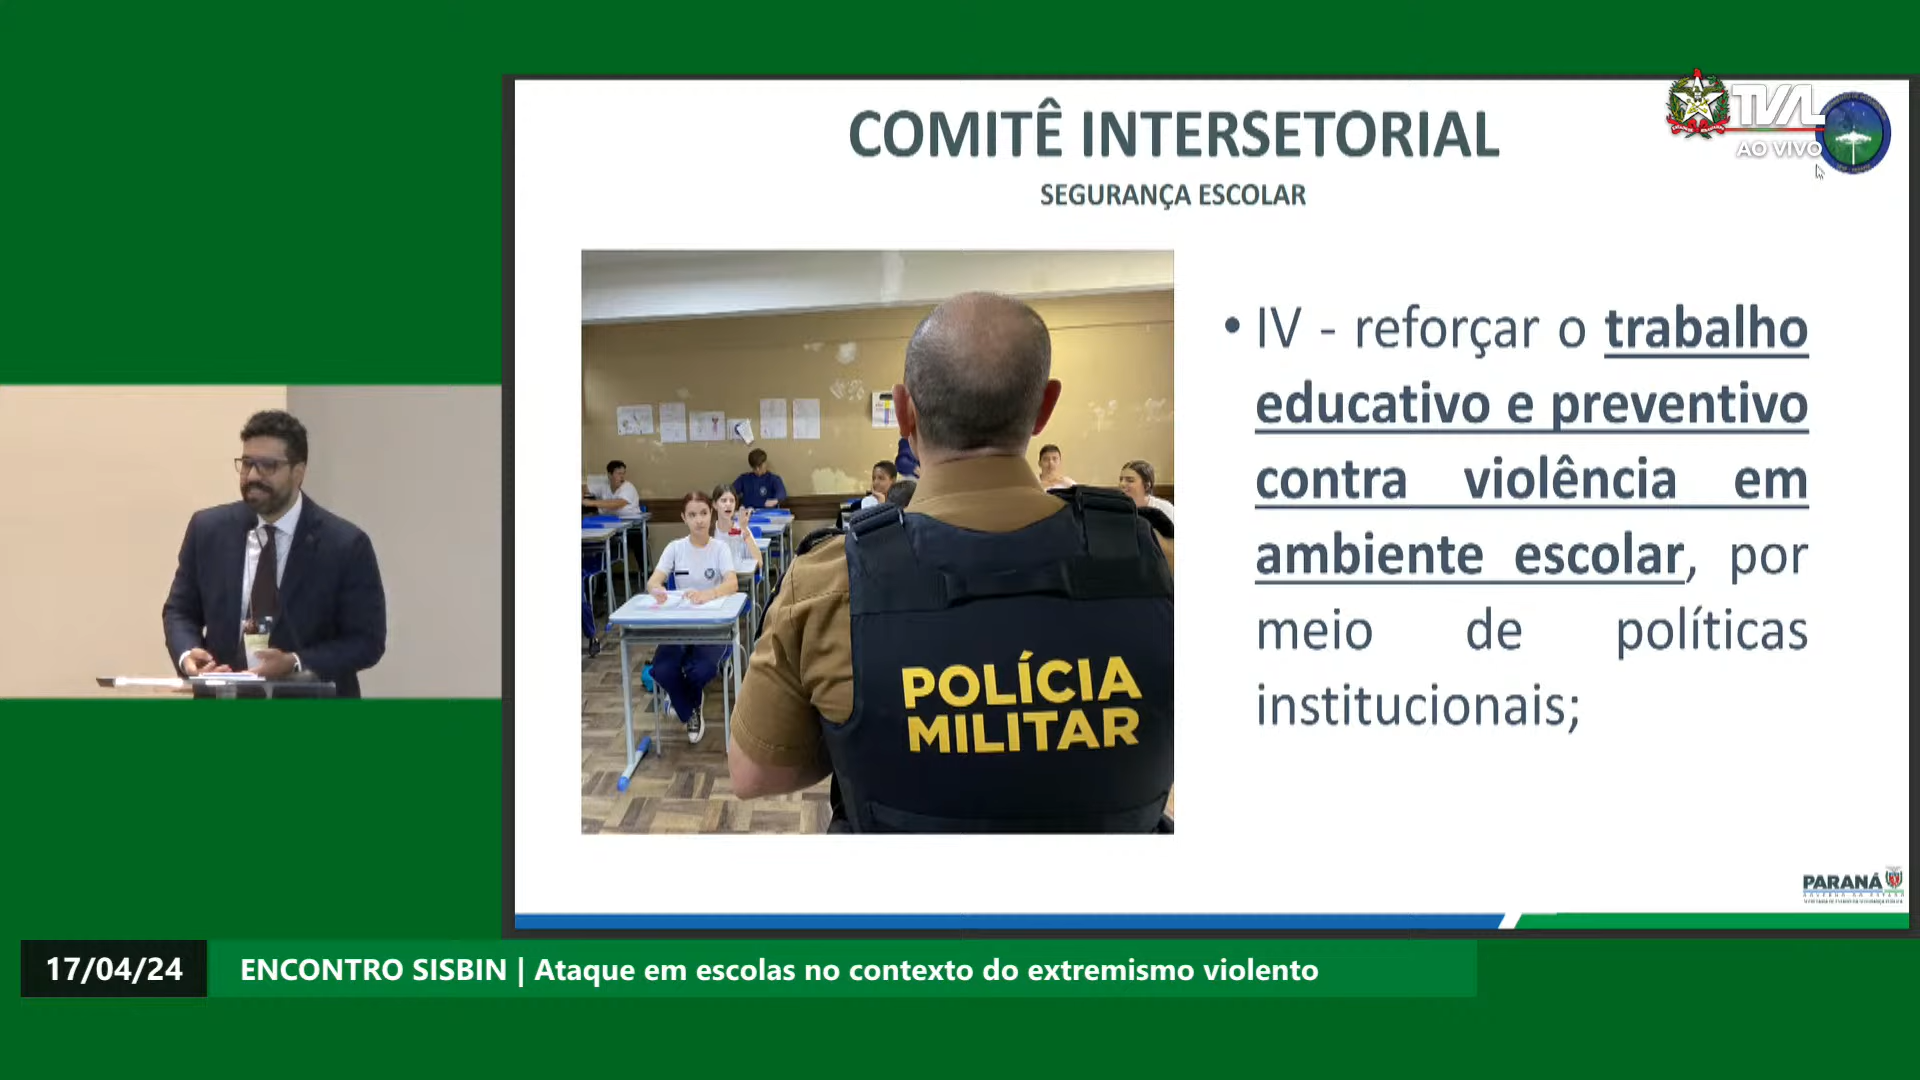 COMITÊ INTERSETORIAL
SEGURANÇA ESCOLAR
TVAL
AO VIVO
• IV - reforçar o trabalho
educativo e preventivo
contra violência em
ambiente escolar, por
meio de políticas
institucionais;
POLÍCIA
MILITAR
PARANÁ
17/04/24
ENCONTRO SISBIN | Ataque em escolas no contexto do extremismo violento